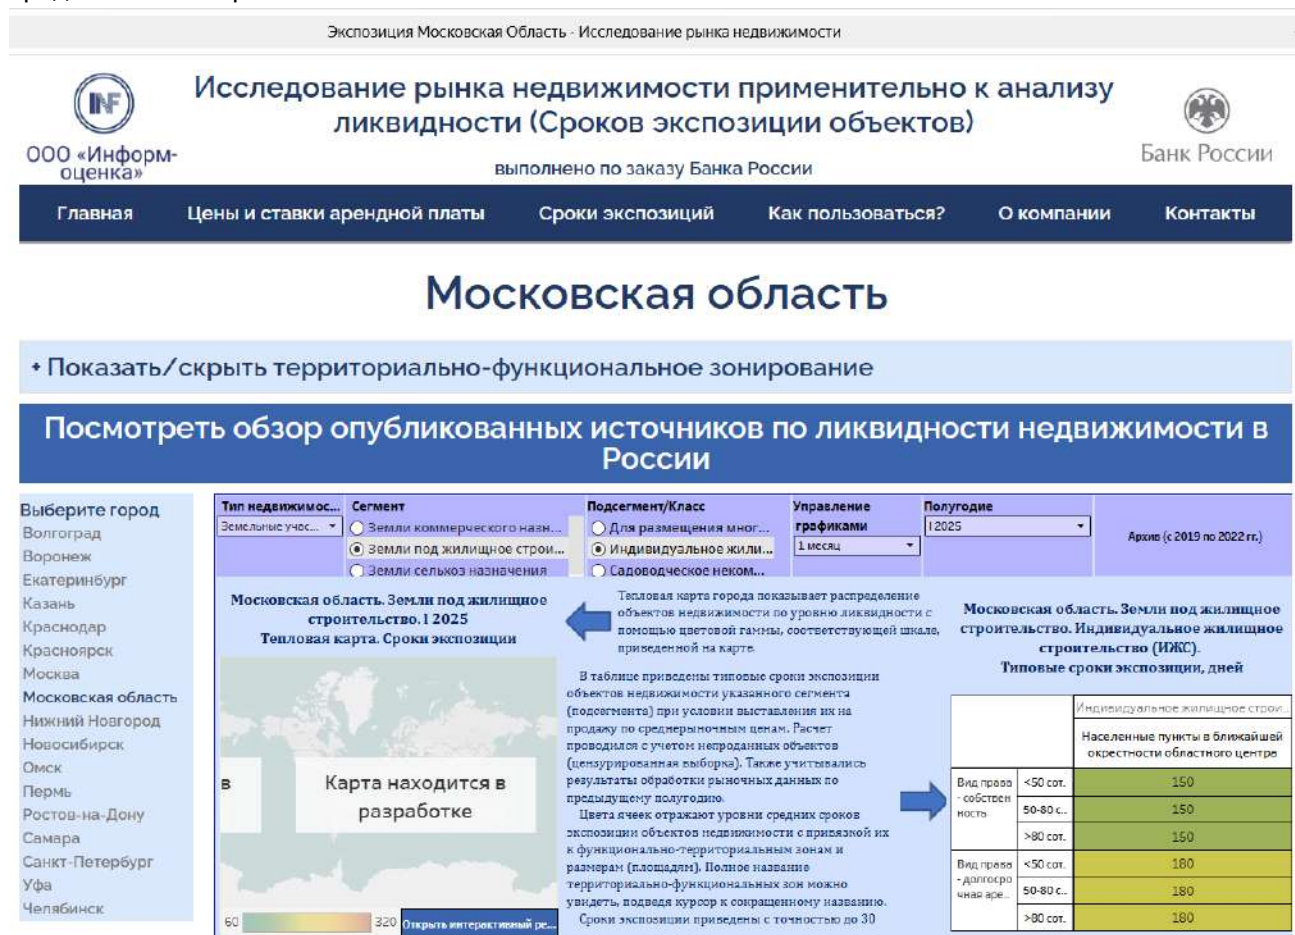 Экспозиция Московская Область - Исследование рынка недвижимости
INF
ООО «Информ-
оценка»
Исследование рынка недвижимости применительно к анализу
ликвидности (Сроков экспозиции объектов)
выполнено по заказу Банка России
Банк России
Главная Цены и ставки арендной платы Сроки экспозиций Как пользоваться? О компании Контакты
Московская область
+ Показать/скрыть территориально-функциональное зонирование
Посмотреть обзор опубликованных источников по ликвидности недвижимости в
России
Выберите город
Волгоград
Воронеж
Екатеринбург
Казань
Краснодар
Красноярск
Москва
Московская область
Нижний Новгород
Новосибирск
Омск
Пермь
Ростов-на-Дону
Самара
Санкт-Петербург
Уфа
Челябинск
Тип недвижимос...
Земельные учас...
Сегмент
Земли коммерческого назн...
Земли под жилищное строи...
Земли сельхоз назначения
Подсегмент/Класс
Для размещения мног...
Индивидуальное жили...
Садоводческое неком...
Управление
графиками
1 месяц
Полугодие
I 2025
Архив (с 2019 по 2022 гг.)
Московская область. Земли под жилищное
строительство. I 2025
Тепловая карта. Сроки экспозиции
в
Карта находится в
разработке
60
320
Открыть интерактивный ре...
Тепловая карта города показывает распределение
объектов недвижимости по уровню ликвидности с
помощью цветовой гаммы, соответствующей шкале,
приведенной на карте.
В таблице приведены типовые сроки экспозиции
объектов недвижимости указанного сегмента
(подсегмента) при условии выставления их на
продажу по среднерыночным ценам. Расчет
проводился с учетом непроданных объектов
(цензурированная выборка). Также учитывались
результаты обработки рыночных данных по
предыдущему полугодию.
Цвета ячеек отражают уровни средних сроков
экспозиции объектов недвижимости с привязкой их
к функционально-территориальным зонам и
размерам (площадям). Полное название
территориально-функциональных зон можно
увидеть, подведя курсор к сокращенному названию.
Сроки экспозиции приведены с точностью до 30
Московская область. Земли под жилищное
строительство. Индивидуальное жилищное
строительство (ИЖС).
Типовые сроки экспозиции, дней
Индивидуальное жилищное строи...
Населенные пункты в ближайшей
окрестности областного центра
Вид права
- собствен
ность
<50 сот. 150
50-80 с.. 150
>80 сот. 150
Вид права
- долгосро
чная аре...
<50 сот. 180
50-80 с.. 180
>80 сот. 180